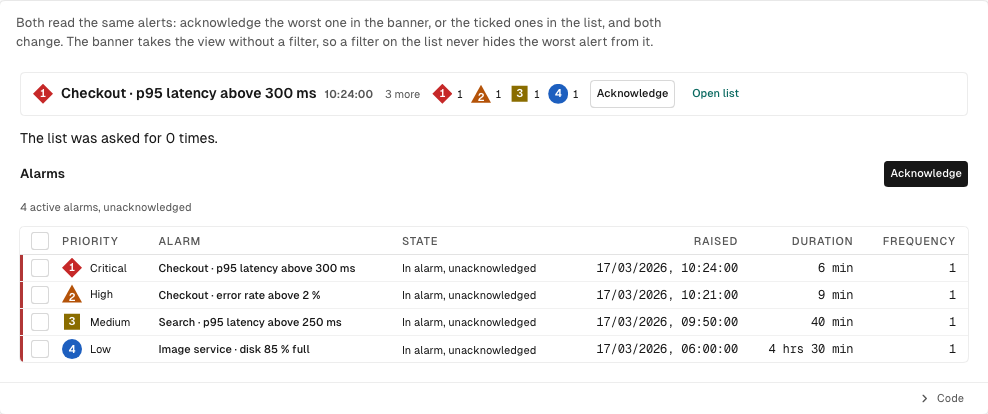 Both read the same alerts: acknowledge the worst one in the banner, or the ticked ones in the list, and both
change. The banner takes the view without a filter, so a filter on the list never hides the worst alert from it.
1 Checkout · p95 latency above 300 ms 10:24:00 3 more 1 1 2 1 3 1 4 1 Acknowledge Open list
The list was asked for 0 times.
Alarms Acknowledge
4 active alarms, unacknowledged
PRIORITY ALARM STATE RAISED DURATION FREQUENCY
1 Critical Checkout · p95 latency above 300 ms In alarm, unacknowledged 17/03/2026, 10:24:00 6 min 1
2 High Checkout · error rate above 2 % In alarm, unacknowledged 17/03/2026, 10:21:00 9 min 1
3 Medium Search · p95 latency above 250 ms In alarm, unacknowledged 17/03/2026, 09:50:00 40 min 1
4 Low Image service · disk 85 % full In alarm, unacknowledged 17/03/2026, 06:00:00 4 hrs 30 min 1
Code